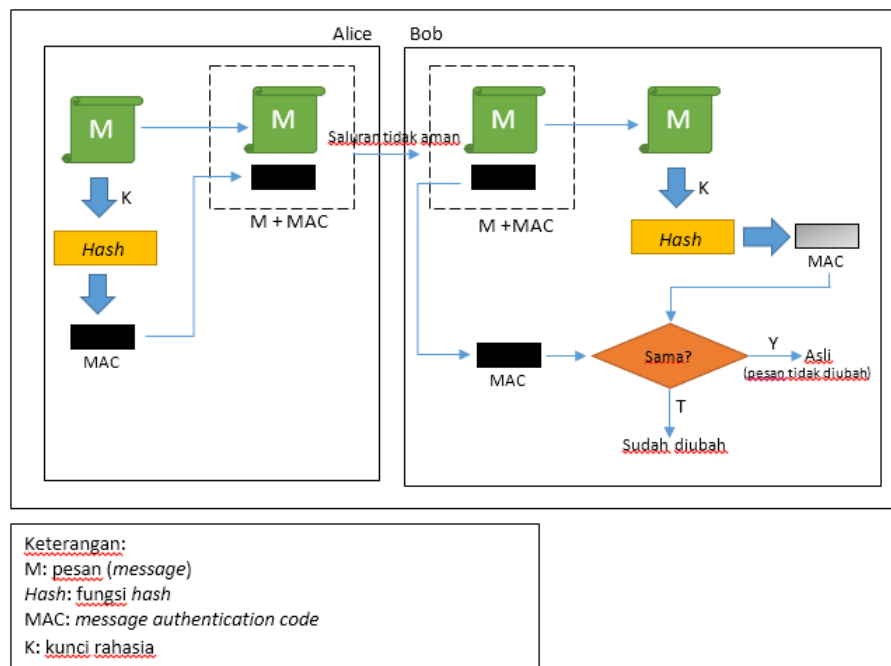 Alice
Bob
M
K
Hash
MAC
M
M + MAC
Saluran tidak aman
M
M +MAC
M
K
Hash
MAC
MAC
Sama?
Y
Asli
(pesan tidak diubah)
T
Sudah diubah
Keterangan:
M: pesan (message)
Hash: fungsi hash
MAC: message authentication code
K: kunci rahasia